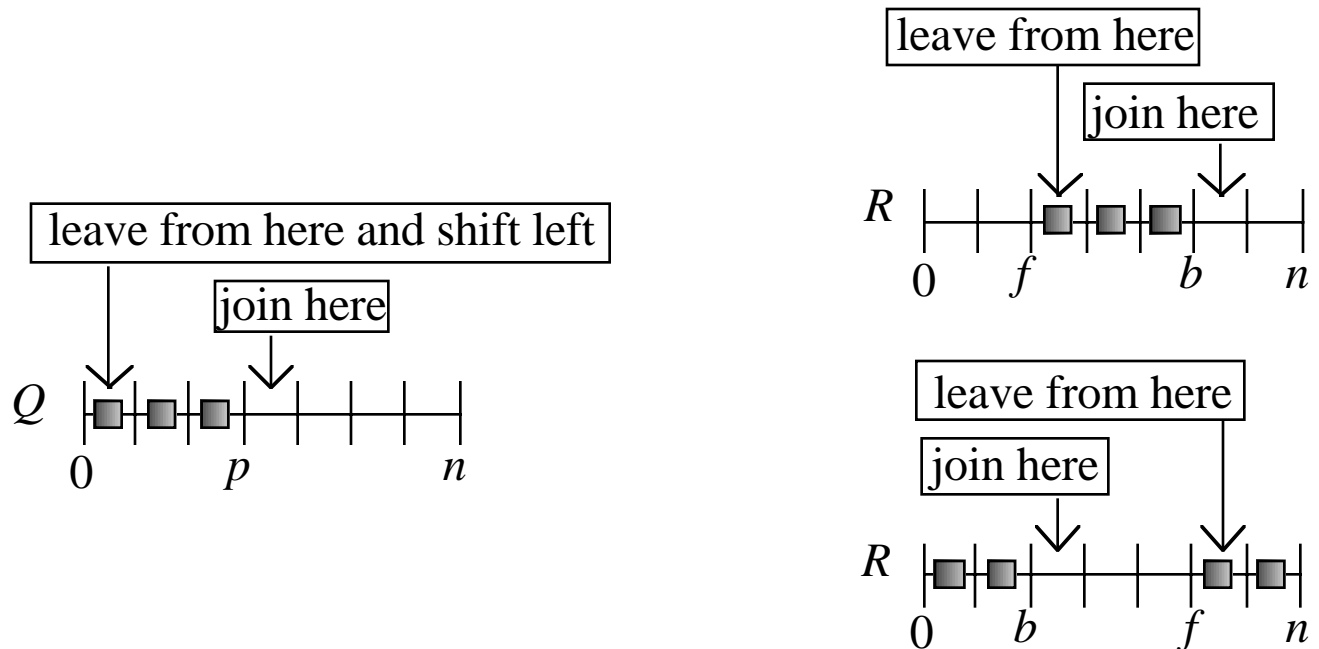 leave from here and shift left
join here
Q
0 p n
leave from here
join here
R
0 f b n
leave from here
join here
R
0 b f n